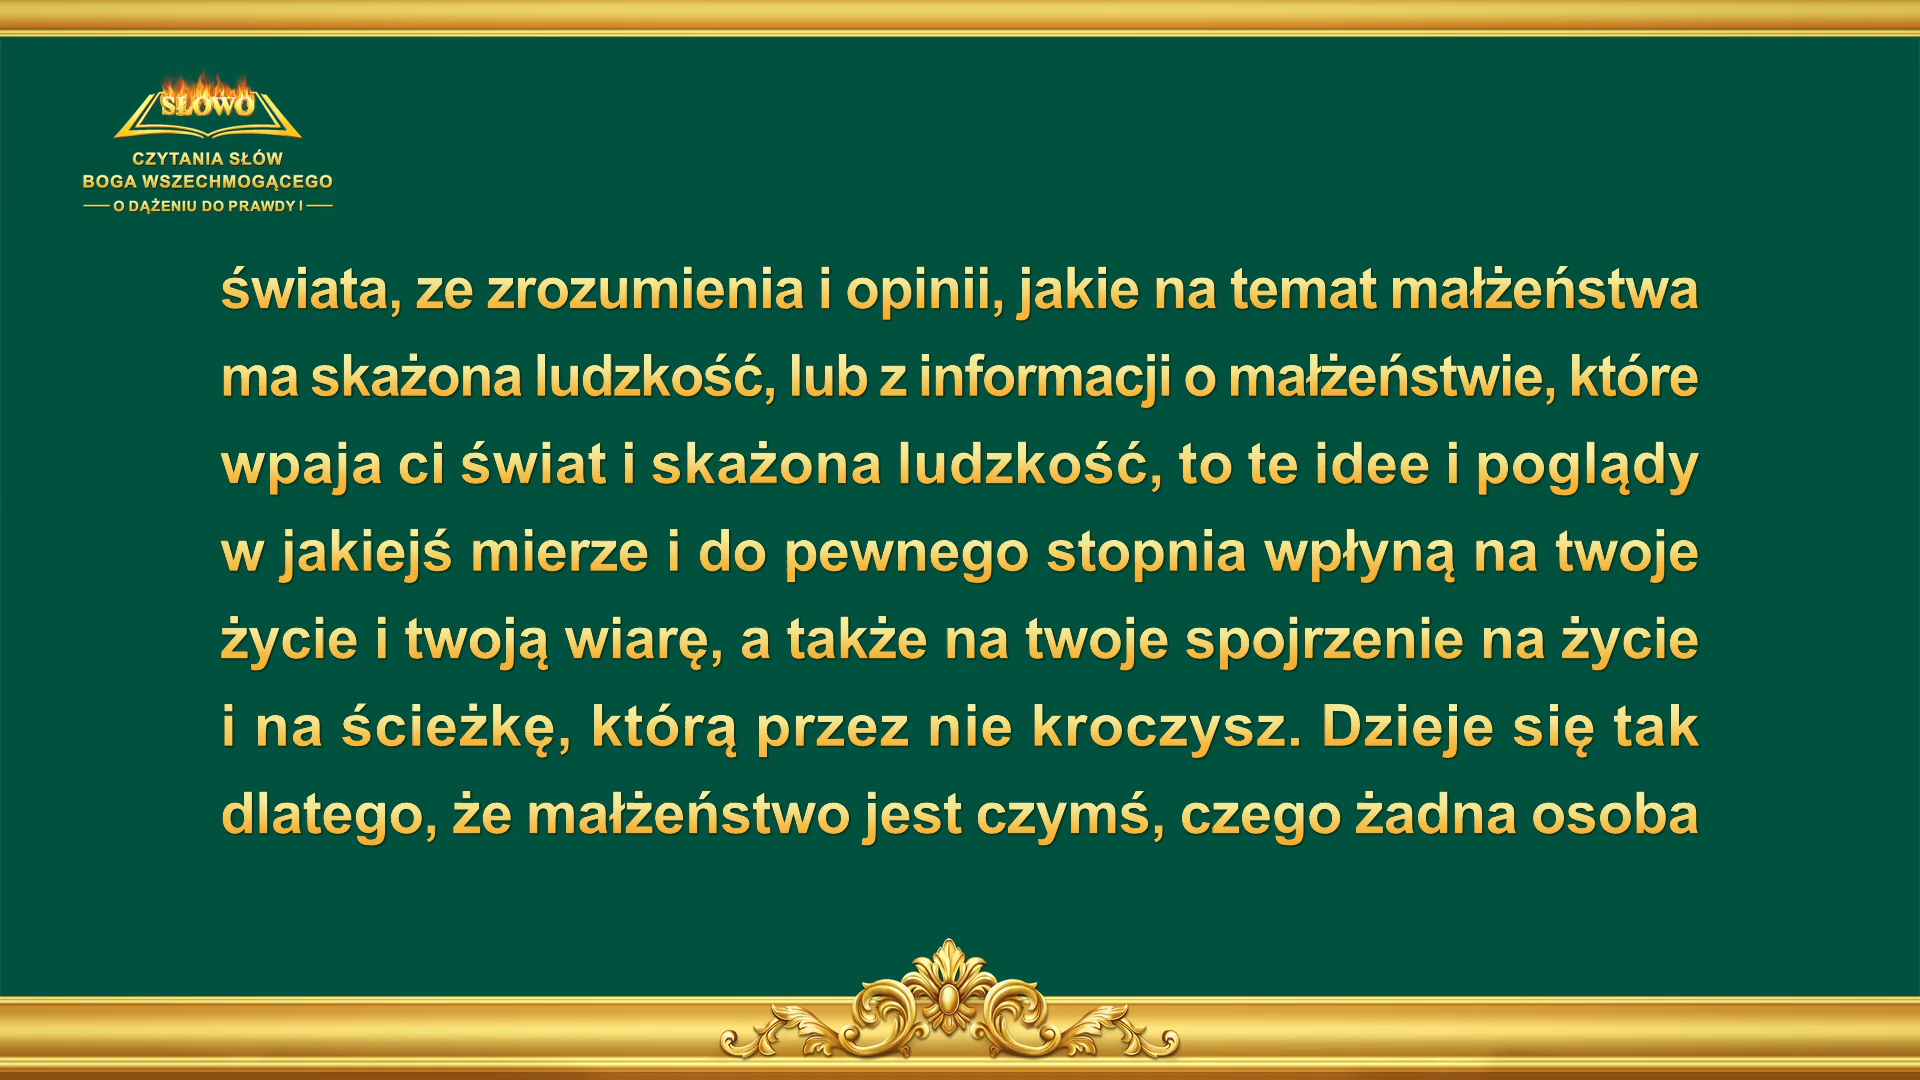 SŁOWO
CZYTANIA SŁÓW
BOGA WSZECHMOGĄCEGO
O DĄŻENIU DO PRAWDY I
świata, ze zrozumienia i opinii, jakie na temat małżeństwa
ma skażona ludzkość, lub z informacji o małżeństwie, które
wpaja ci świat i skażona ludzkość, to te idee i poglądy
w jakiejś mierze i do pewnego stopnia wpłyną na twoje
życie i twoją wiarę, a także na twoje spojrzenie na życie
i na ścieżkę, którą przez nie kroczysz. Dzieje się tak
dlatego, że małżeństwo jest czymś, czego żadna osoba